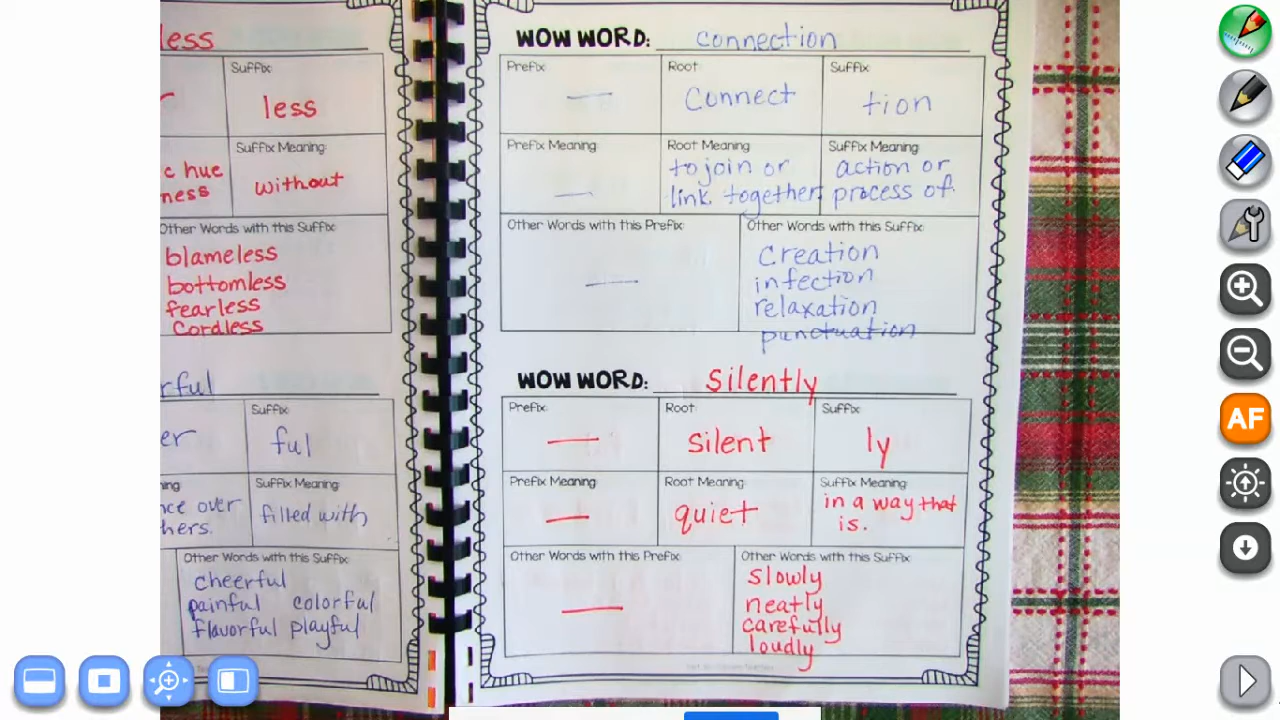 less
Suffix:
less
Suffix Meaning:
c hue
ness
without
Other Words with this Suffix:
blameless
bottomless
fearless
cordless
rful
Suffix:
er
ful
ning
Suffix Meaning:
nce over
hers.
filled with
Other Words with this Suffix:
cheerful
painful colorful
flavorful playful
WOW WORD: connection
Prefix: Root: Suffix:
— Connect tion
Prefix Meaning: Root Meaning: Suffix Meaning:
— to join or action or
link together process of
Other Words with this Prefix: Other Words with this Suffix:
— creation
infection
relaxation
punctuation
WOW WORD: silently
Prefix: Root: Suffix:
— silent ly
Prefix Meaning: Root Meaning: Suffix Meaning:
— quiet in a way that
is.
Other Words with this Prefix: Other Words with this Suffix:
— slowly
neatly
carefully
loudly
AF